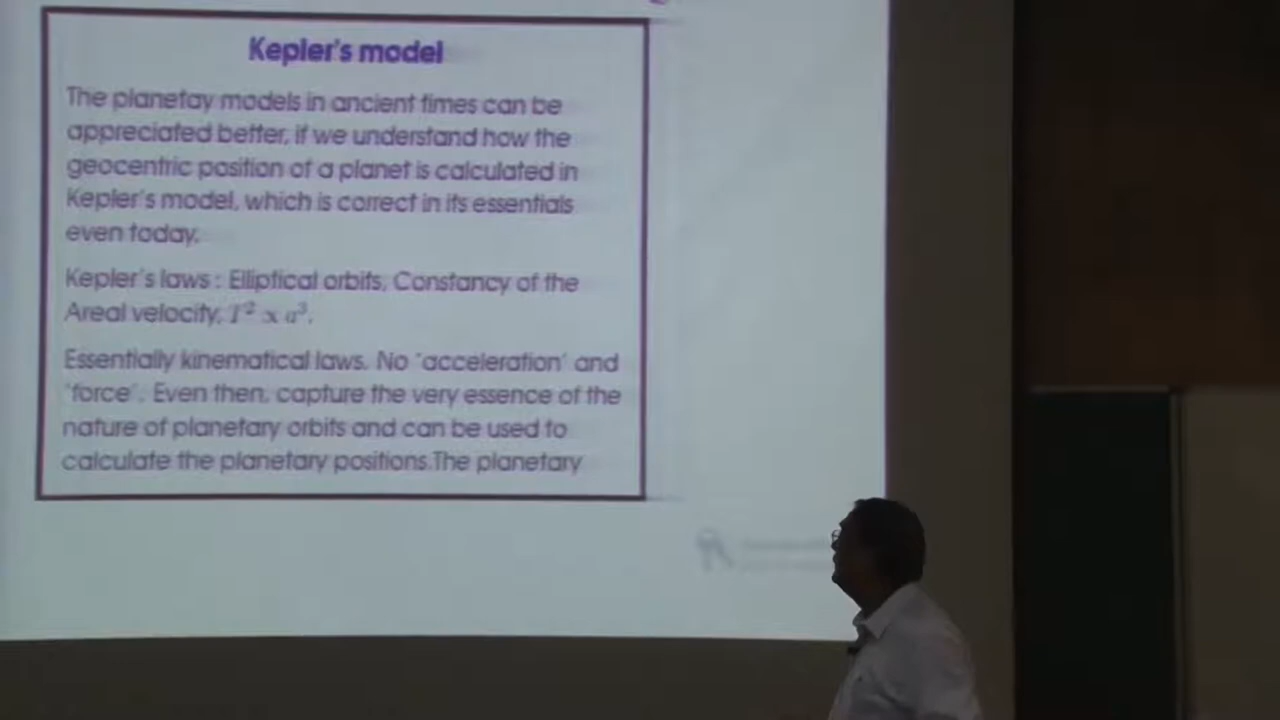 Kepler's model
The planetay models in ancient times can be
appreciated better, if we understand how the
geocentric position of a planet is calculated in
Kepler's model, which is correct in its essentials
even today.
Kepler's laws : Elliptical orbits, Constancy of the
Areal velocity, T² ∝ a³.
Essentially kinematical laws. No 'acceleration' and
'force'. Even then, capture the very essence of the
nature of planetary orbits and can be used to
calculate the planetary positions.The planetary